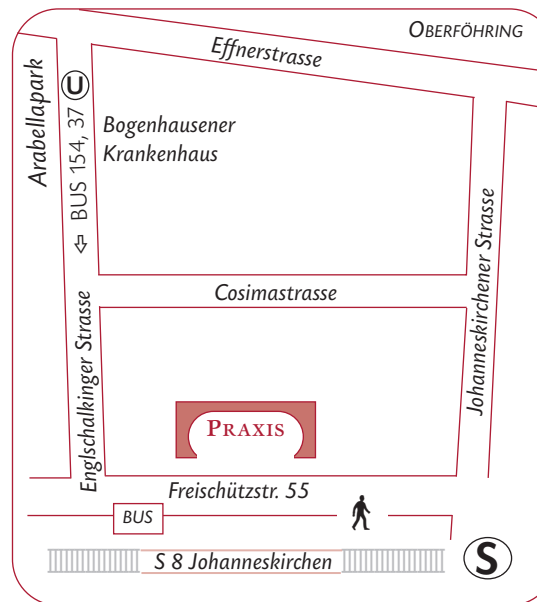 OBERFÖHRING
Effnerstrasse
Arabellapark
U
BUS 154, 37
Bogenhausener
Krankenhaus
Cosimastrasse
Johanneskirchener Strasse
Englschalkinger Strasse
PRAXIS
Freischützstr. 55
BUS
S 8 Johanneskirchen
S